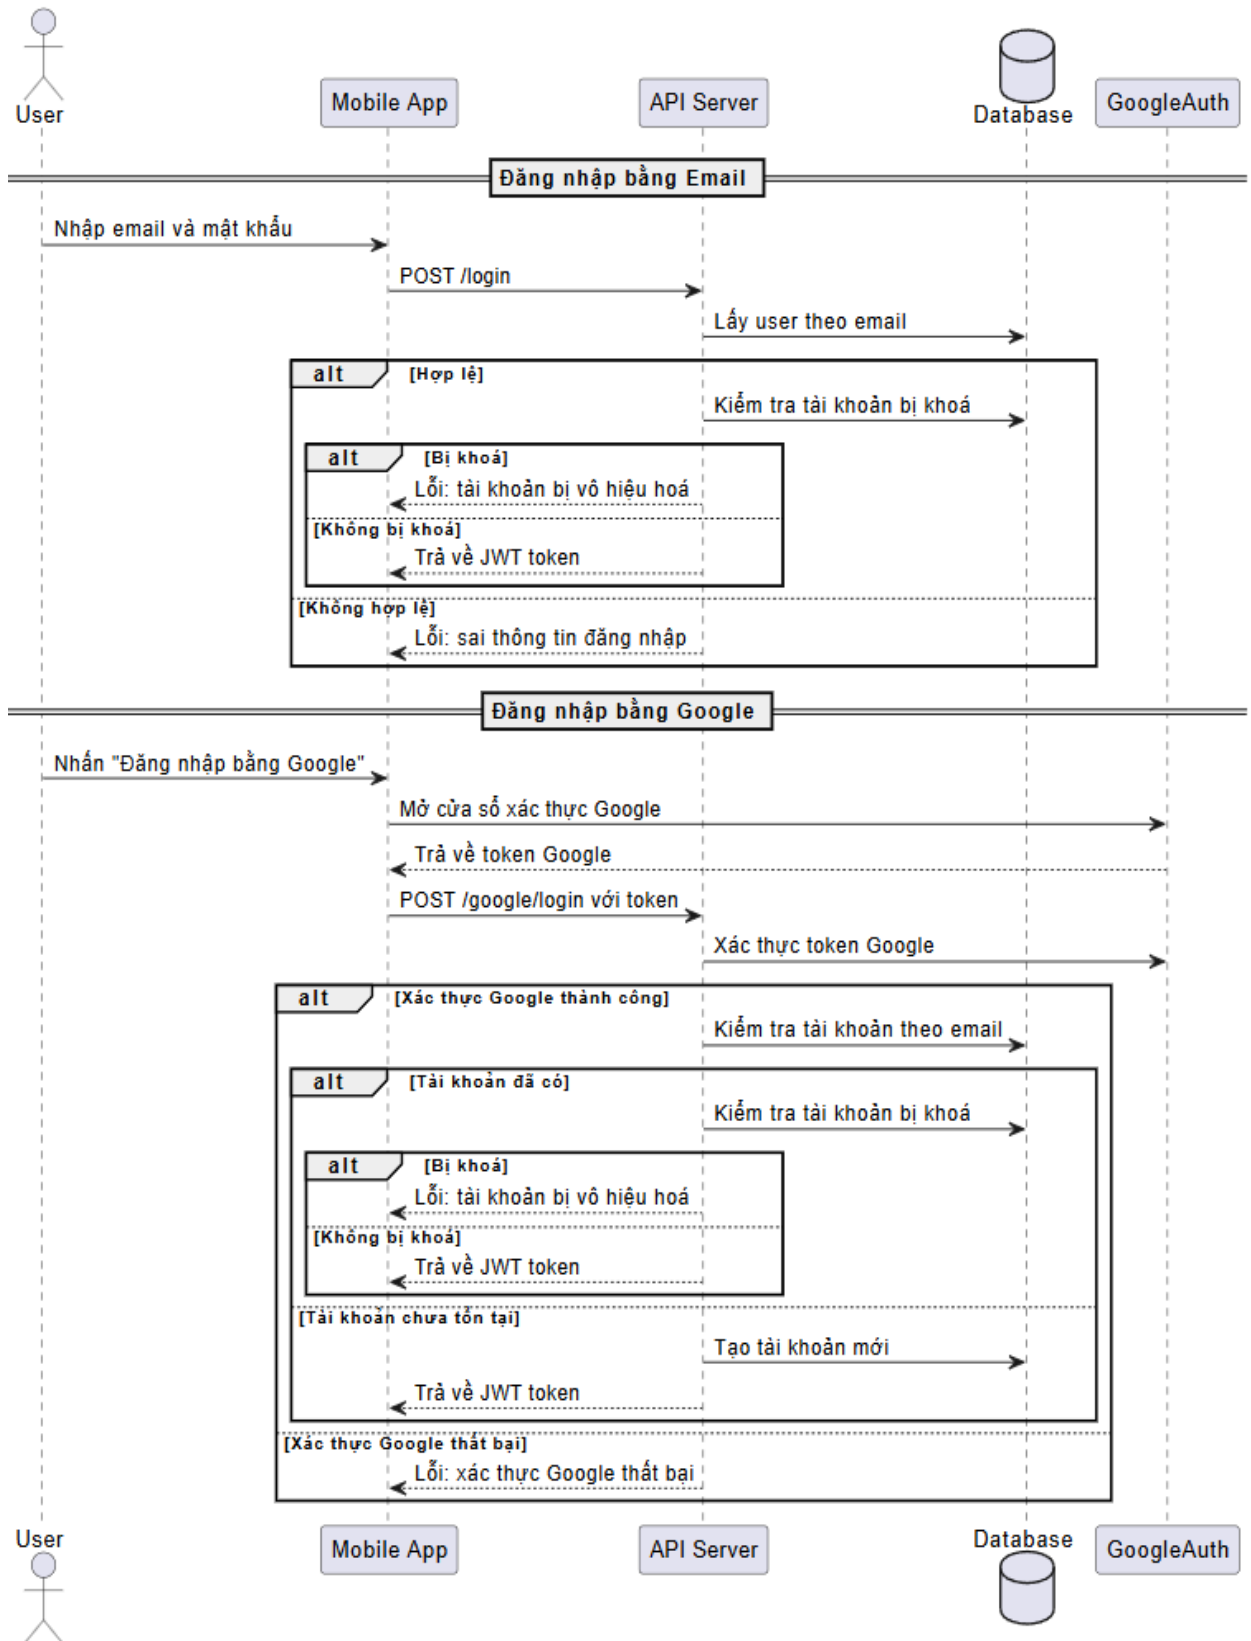 User
Mobile App
API Server
Database
GoogleAuth
Đăng nhập bằng Email
Nhập email và mật khẩu
POST /login
Lấy user theo email
alt [Hợp lệ]
Kiểm tra tài khoản bị khoá
alt [Bị khoá]
Lỗi: tài khoản bị vô hiệu hoá
[Không bị khoá]
Trả về JWT token
[Không hợp lệ]
Lỗi: sai thông tin đăng nhập
Đăng nhập bằng Google
Nhấn "Đăng nhập bằng Google"
Mở cửa sổ xác thực Google
Trả về token Google
POST /google/login với token
Xác thực token Google
alt [Xác thực Google thành công]
Kiểm tra tài khoản theo email
alt [Tài khoản đã có]
Kiểm tra tài khoản bị khoá
alt [Bị khoá]
Lỗi: tài khoản bị vô hiệu hoá
[Không bị khoá]
Trả về JWT token
[Tài khoản chưa tồn tại]
Tạo tài khoản mới
Trả về JWT token
[Xác thực Google thất bại]
Lỗi: xác thực Google thất bại
User
Mobile App
API Server
Database
GoogleAuth